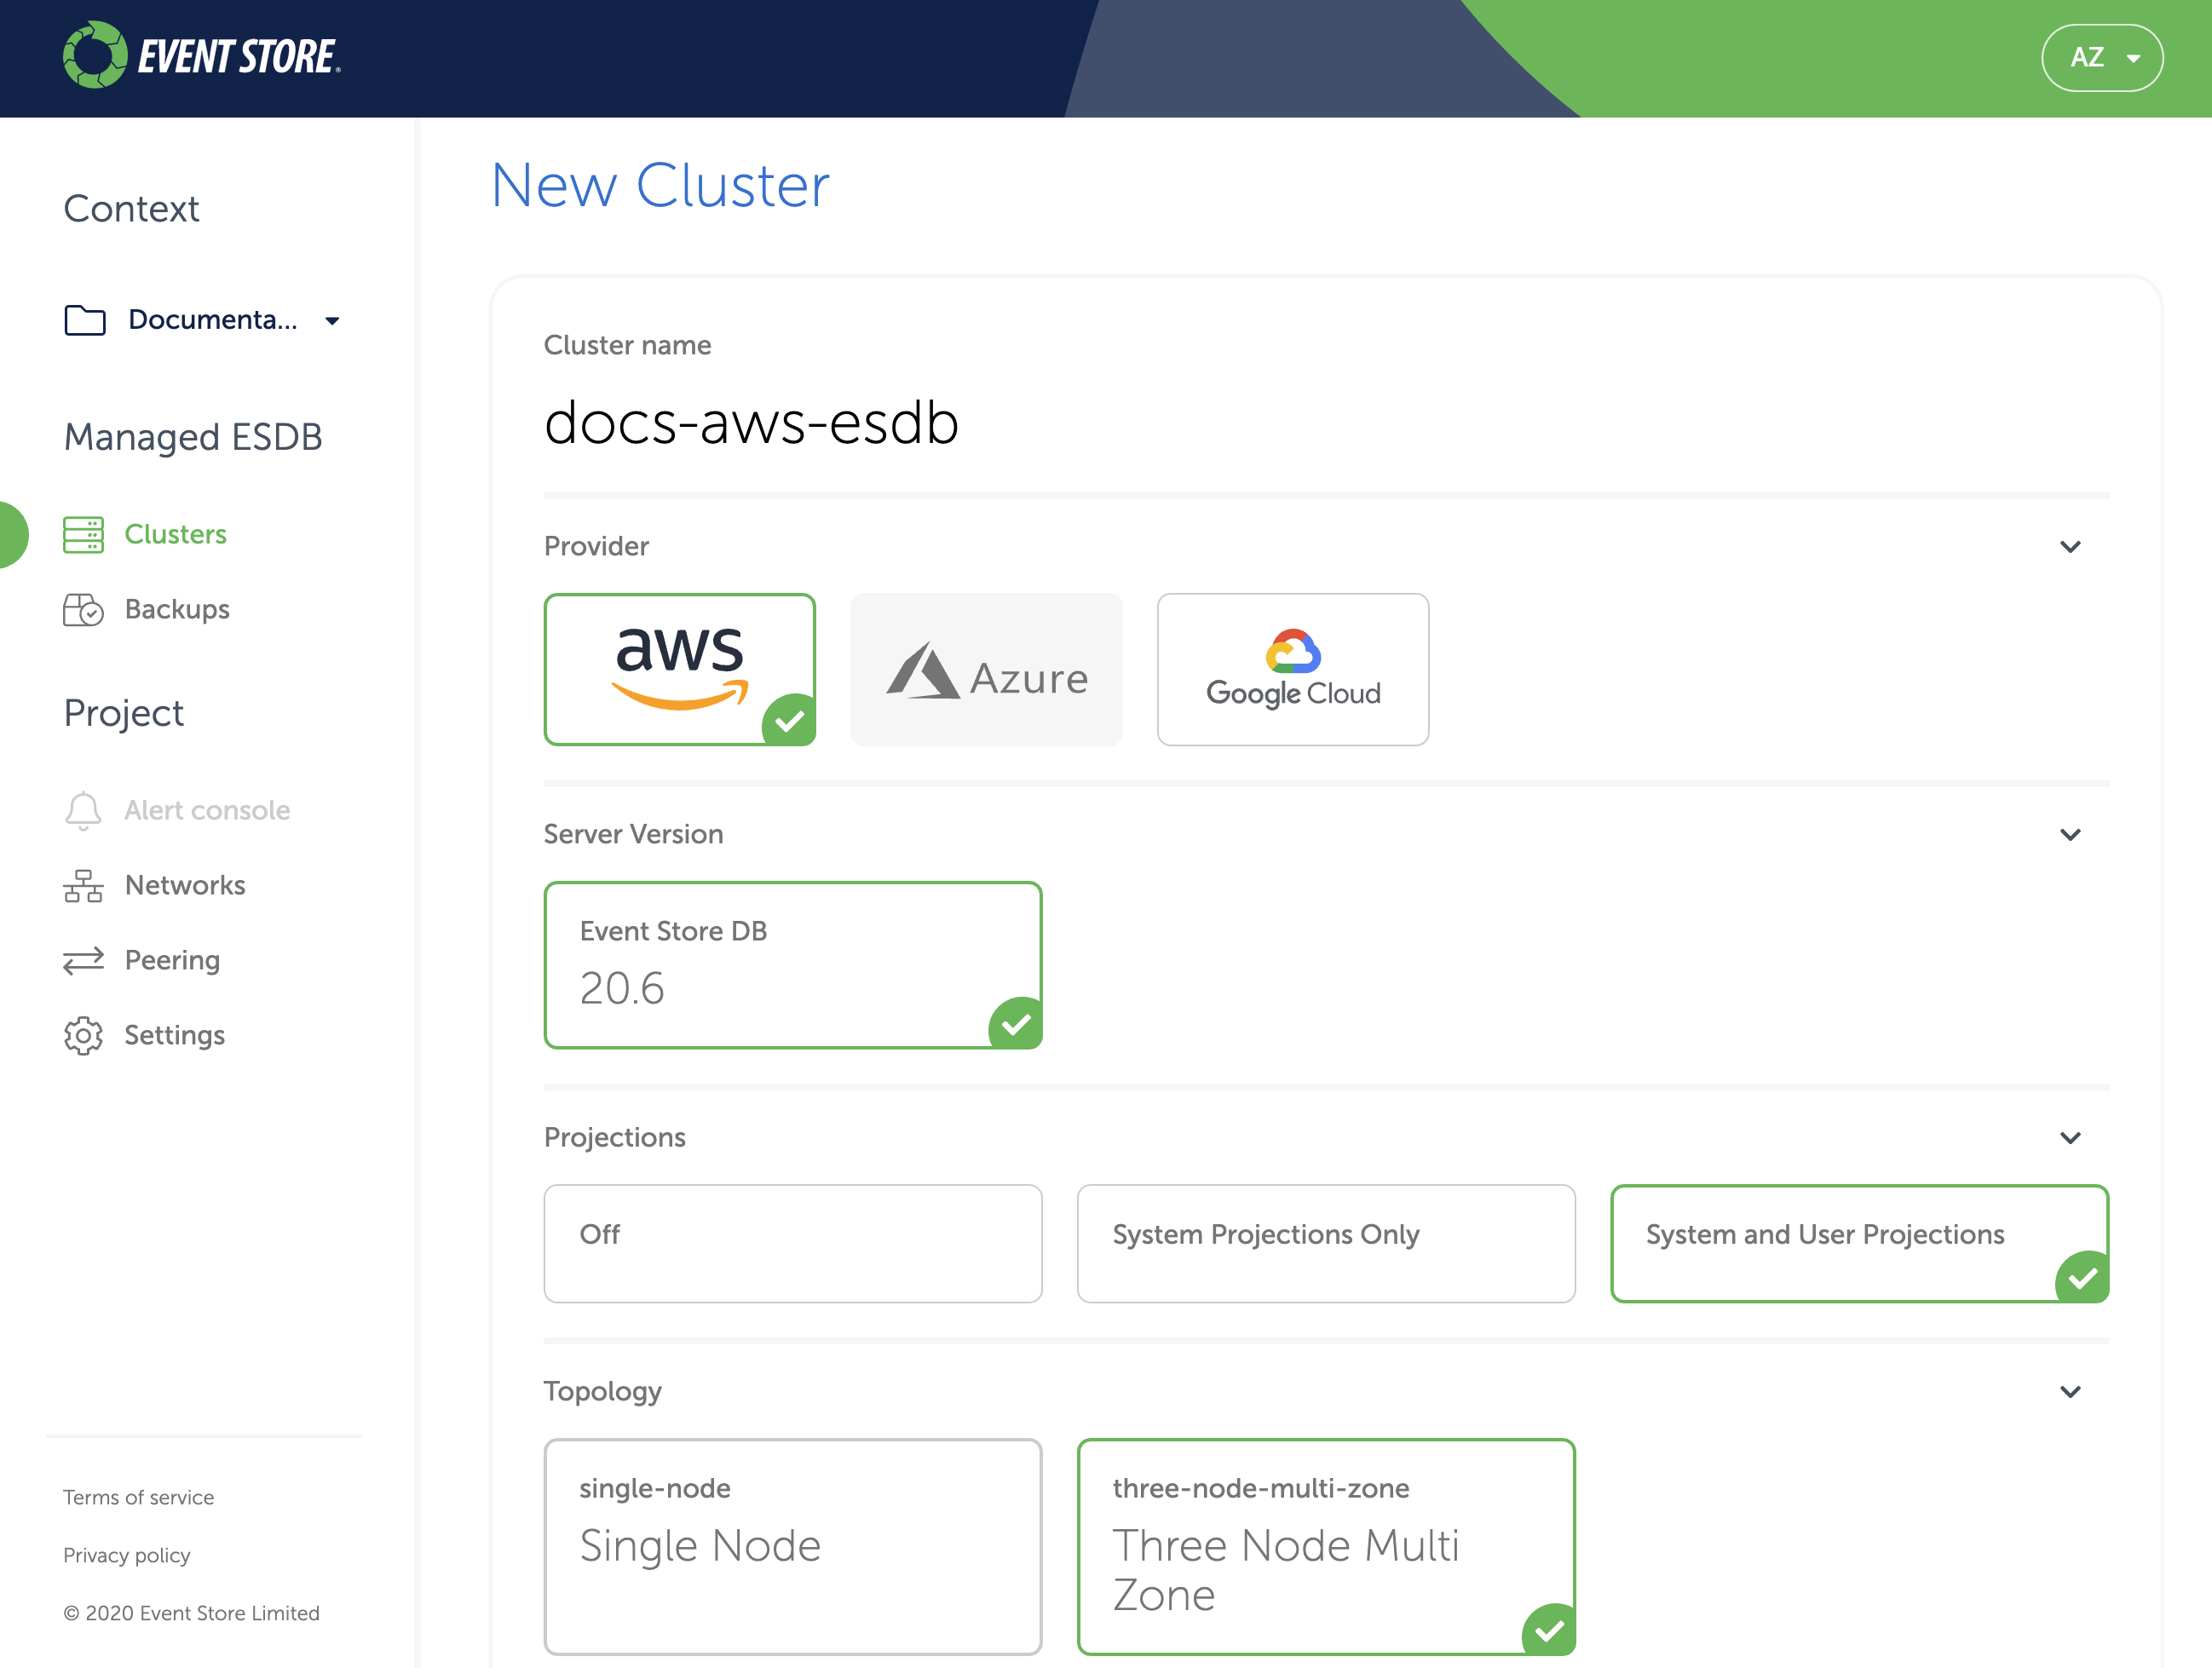 EVENT STORE®
AZ
Context
Documenta...
Managed ESDB
Clusters
Backups
Project
Alert console
Networks
Peering
Settings
Terms of service
Privacy policy
© 2020 Event Store Limited
New Cluster
Cluster name
docs-aws-esdb
Provider
aws
Azure
Google Cloud
Server Version
Event Store DB
20.6
Projections
Off
System Projections Only
System and User Projections
Topology
single-node
Single Node
three-node-multi-zone
Three Node Multi
Zone